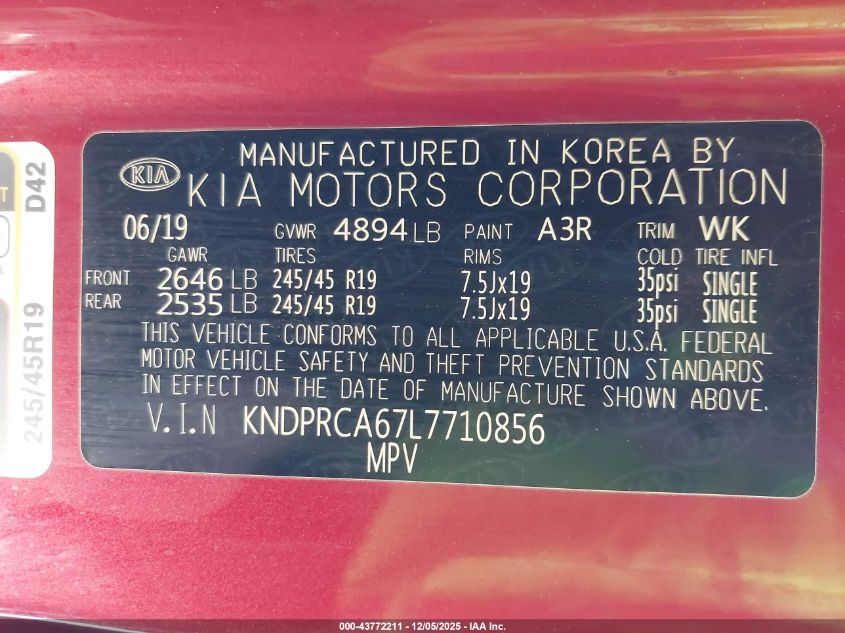 MANUFACTURED IN KOREA BY
KIA KIA MOTORS CORPORATION
06/19 GVWR 4894 LB PAINT A3R TRIM WK
GAWR TIRES RIMS COLD TIRE INFL
FRONT 2646 LB 245/45 R19 7.5Jx19 35psi SINGLE
REAR 2535 LB 245/45 R19 7.5Jx19 35psi SINGLE
THIS VEHICLE CONFORMS TO ALL APPLICABLE U.S.A. FEDERAL
MOTOR VEHICLE SAFETY AND THEFT PREVENTION STANDARDS
IN EFFECT ON THE DATE OF MANUFACTURE SHOWN ABOVE.
V.I.N KNDPRCA67L7710856
MPV
D42
245/45R19
000-43772211 - 12/05/2025 - IAA Inc.